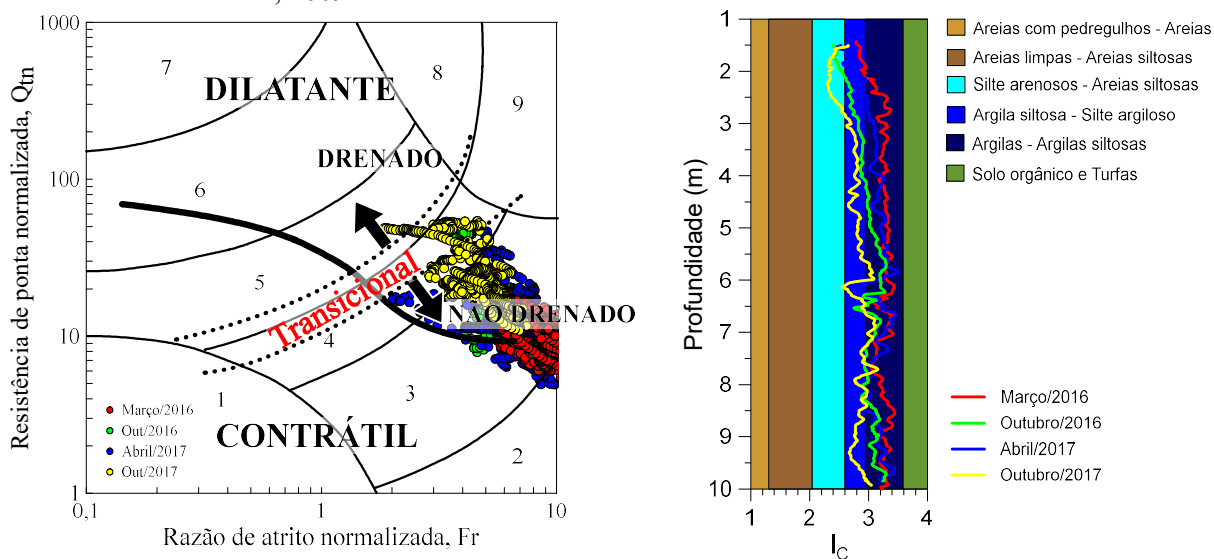 Resistência de ponta normalizada, Qtn
1000
100
10
1
0,1
1
10
Razão de atrito normalizada, Fr
7
DILATANTE
8
9
DRENADO
6
5
Transicional
NÃO DRENADO
4
3
1
CONTRÁTIL
2
Março/2016
Out/2016
Abril/2017
Out/2017
Profundidade (m)
1
2
3
4
5
6
7
8
9
10
1
2
3
4
IC
Areias com pedregulhos - Areias
Areias limpas - Areias siltosas
Silte arenosos - Areias siltosas
Argila siltosa - Silte argiloso
Argilas - Argilas siltosas
Solo orgânico e Turfas
Março/2016
Outubro/2016
Abril/2017
Outubro/2017